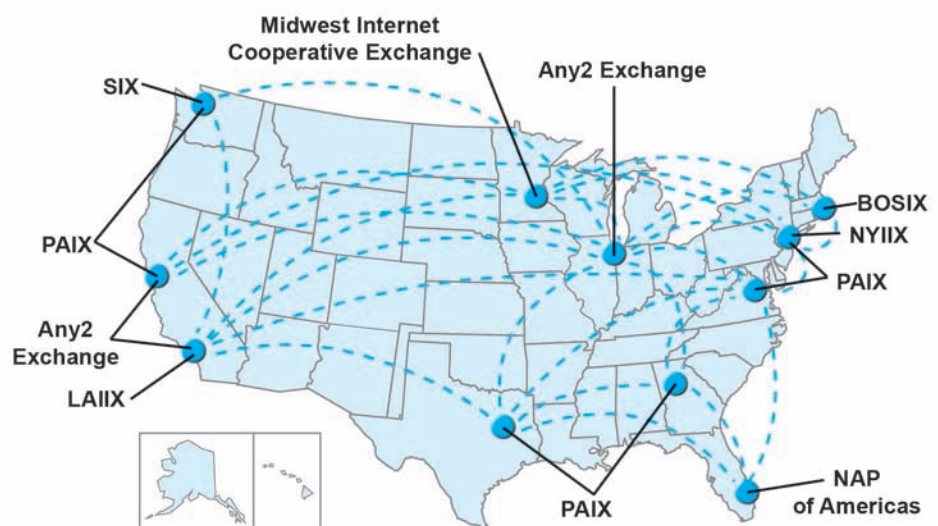 Midwest Internet
Cooperative Exchange
Any2 Exchange
SIX
PAIX
BOSIX
NYIIX
PAIX
Any2
Exchange
LAIIX
PAIX
NAP
of Americas